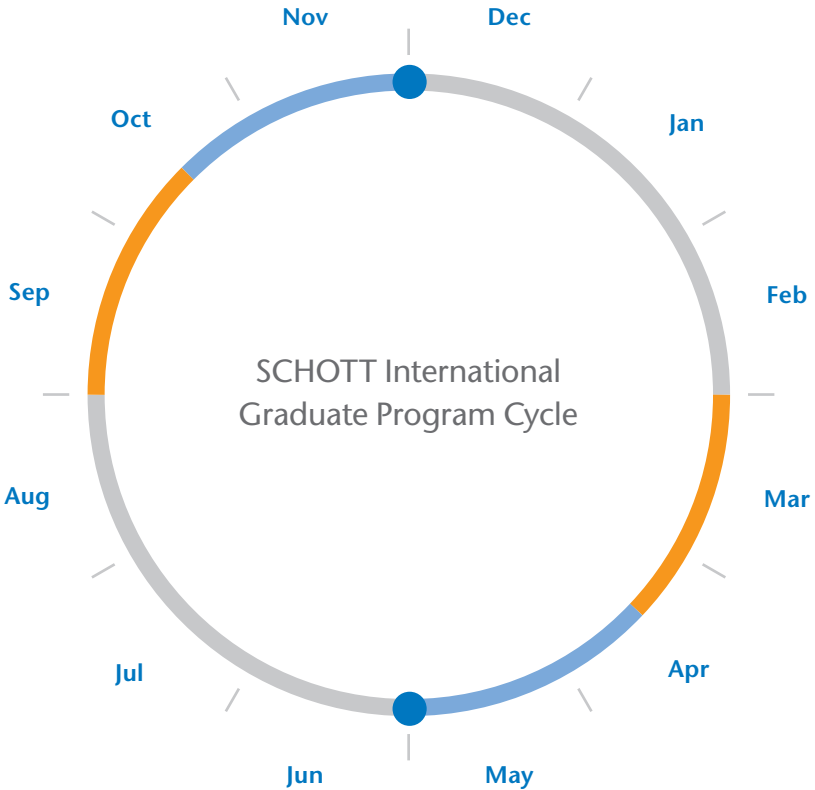 Nov
Dec
Oct
Jan
Sep
Feb
SCHOTT International
Graduate Program Cycle
Aug
Mar
Jul
Apr
Jun
May